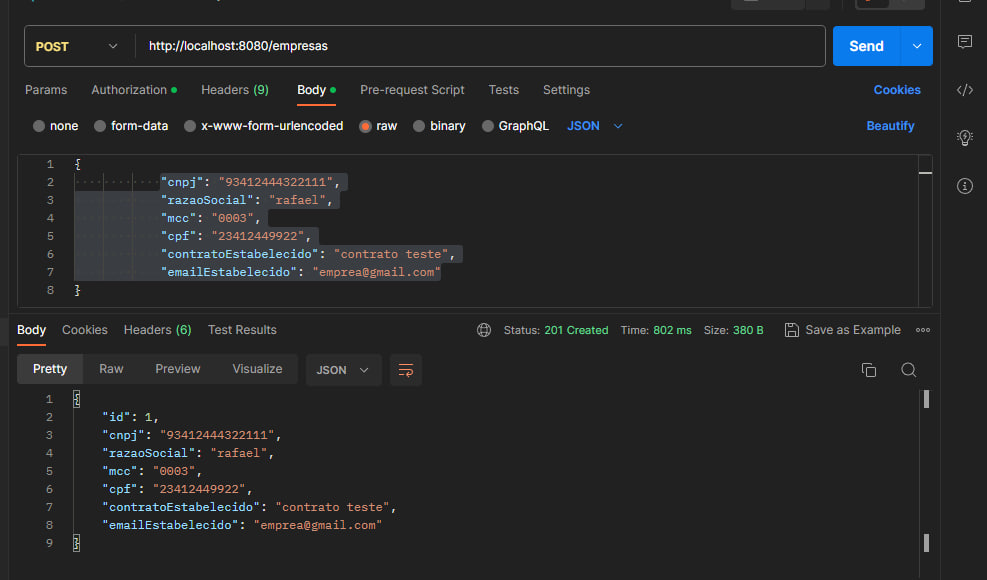 POST http://localhost:8080/empresas Send
Params Authorization Headers (9) Body Pre-request Script Tests Settings Cookies
none form-data x-www-form-urlencoded raw binary GraphQL JSON Beautify
1 {
2 "cnpj": "93412444322111",
3 "razaoSocial": "rafael",
4 "mcc": "0003",
5 "cpf": "23412449922",
6 "contratoEstabelecido": "contrato teste",
7 "emailEstabelecido": "emprea@gmail.com"
8 }
Body Cookies Headers (6) Test Results Status: 201 Created Time: 802 ms Size: 380 B Save as Example
Pretty Raw Preview Visualize JSON
1 {
2 "id": 1,
3 "cnpj": "93412444322111",
4 "razaoSocial": "rafael",
5 "mcc": "0003",
6 "cpf": "23412449922",
7 "contratoEstabelecido": "contrato teste",
8 "emailEstabelecido": "emprea@gmail.com"
9 }